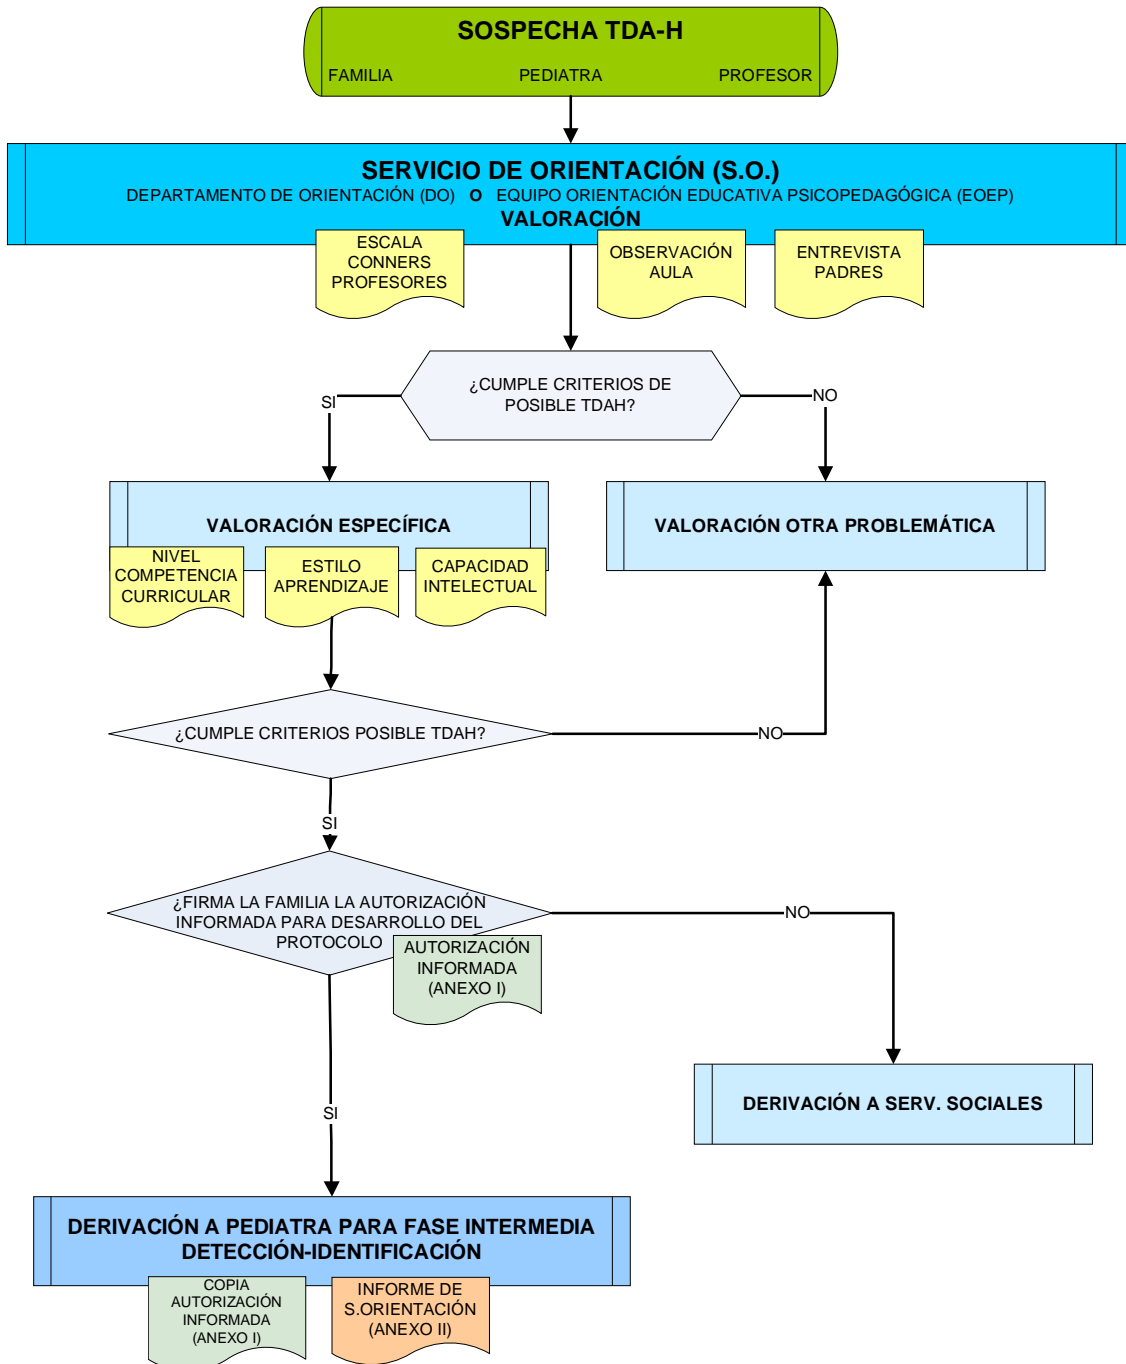 SOSPECHA TDA-H
FAMILIA PEDIATRA PROFESOR
SERVICIO DE ORIENTACIÓN (S.O.)
DEPARTAMENTO DE ORIENTACIÓN (DO) O EQUIPO ORIENTACIÓN EDUCATIVA PSICOPEDAGÓGICA (EOEP)
VALORACIÓN
ESCALA
CONNERS
PROFESORES
OBSERVACIÓN
AULA
ENTREVISTA
PADRES
¿CUMPLE CRITERIOS DE
POSIBLE TDAH?
SI
NO
VALORACIÓN ESPECÍFICA
VALORACIÓN OTRA PROBLEMÁTICA
NIVEL
COMPETENCIA
CURRICULAR
ESTILO
APRENDIZAJE
CAPACIDAD
INTELECTUAL
¿CUMPLE CRITERIOS POSIBLE TDAH?
NO
SI
¿FIRMA LA FAMILIA LA AUTORIZACIÓN
INFORMADA PARA DESARROLLO DEL
PROTOCOLO
NO
AUTORIZACIÓN
INFORMADA
(ANEXO I)
DERIVACIÓN A SERV. SOCIALES
SI
DERIVACIÓN A PEDIATRA PARA FASE INTERMEDIA
DETECCIÓN-IDENTIFICACIÓN
COPIA
AUTORIZACIÓN
INFORMADA
(ANEXO I)
INFORME DE
S.ORIENTACIÓN
(ANEXO II)